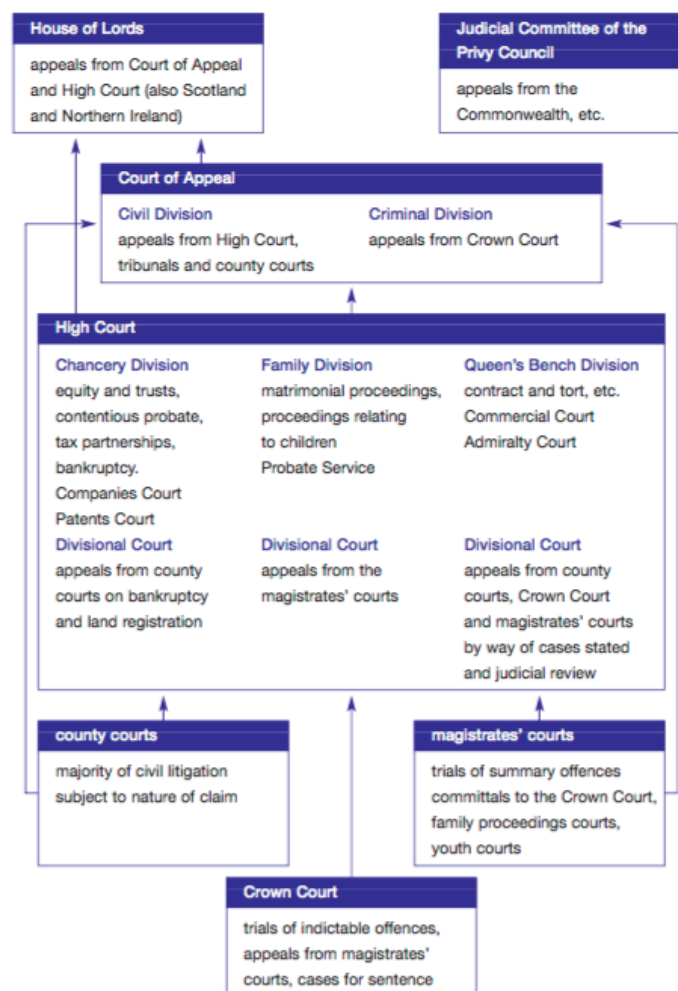 House of Lords
appeals from Court of Appeal
and High Court (also Scotland
and Northern Ireland)
Judicial Committee of the
Privy Council
appeals from the
Commonwealth, etc.
Court of Appeal
Civil Division
appeals from High Court,
tribunals and county courts
Criminal Division
appeals from Crown Court
High Court
Chancery Division
equity and trusts,
contentious probate,
tax partnerships,
bankruptcy.
Companies Court
Patents Court
Family Division
matrimonial proceedings,
proceedings relating
to children
Probate Service
Queen's Bench Division
contract and tort, etc.
Commercial Court
Admiralty Court
Divisional Court
appeals from county
courts on bankruptcy
and land registration
Divisional Court
appeals from the
magistrates' courts
Divisional Court
appeals from county
courts, Crown Court
and magistrates' courts
by way of cases stated
and judicial review
county courts
majority of civil litigation
subject to nature of claim
magistrates' courts
trials of summary offences
committals to the Crown Court,
family proceedings courts,
youth courts
Crown Court
trials of indictable offences,
appeals from magistrates'
courts, cases for sentence